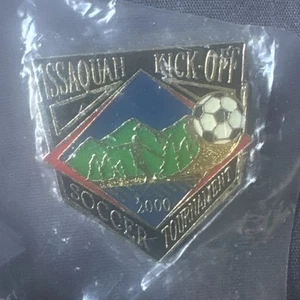 ISSAQUAH KICK-OFF
2000
SOCCER TOURNAMENT